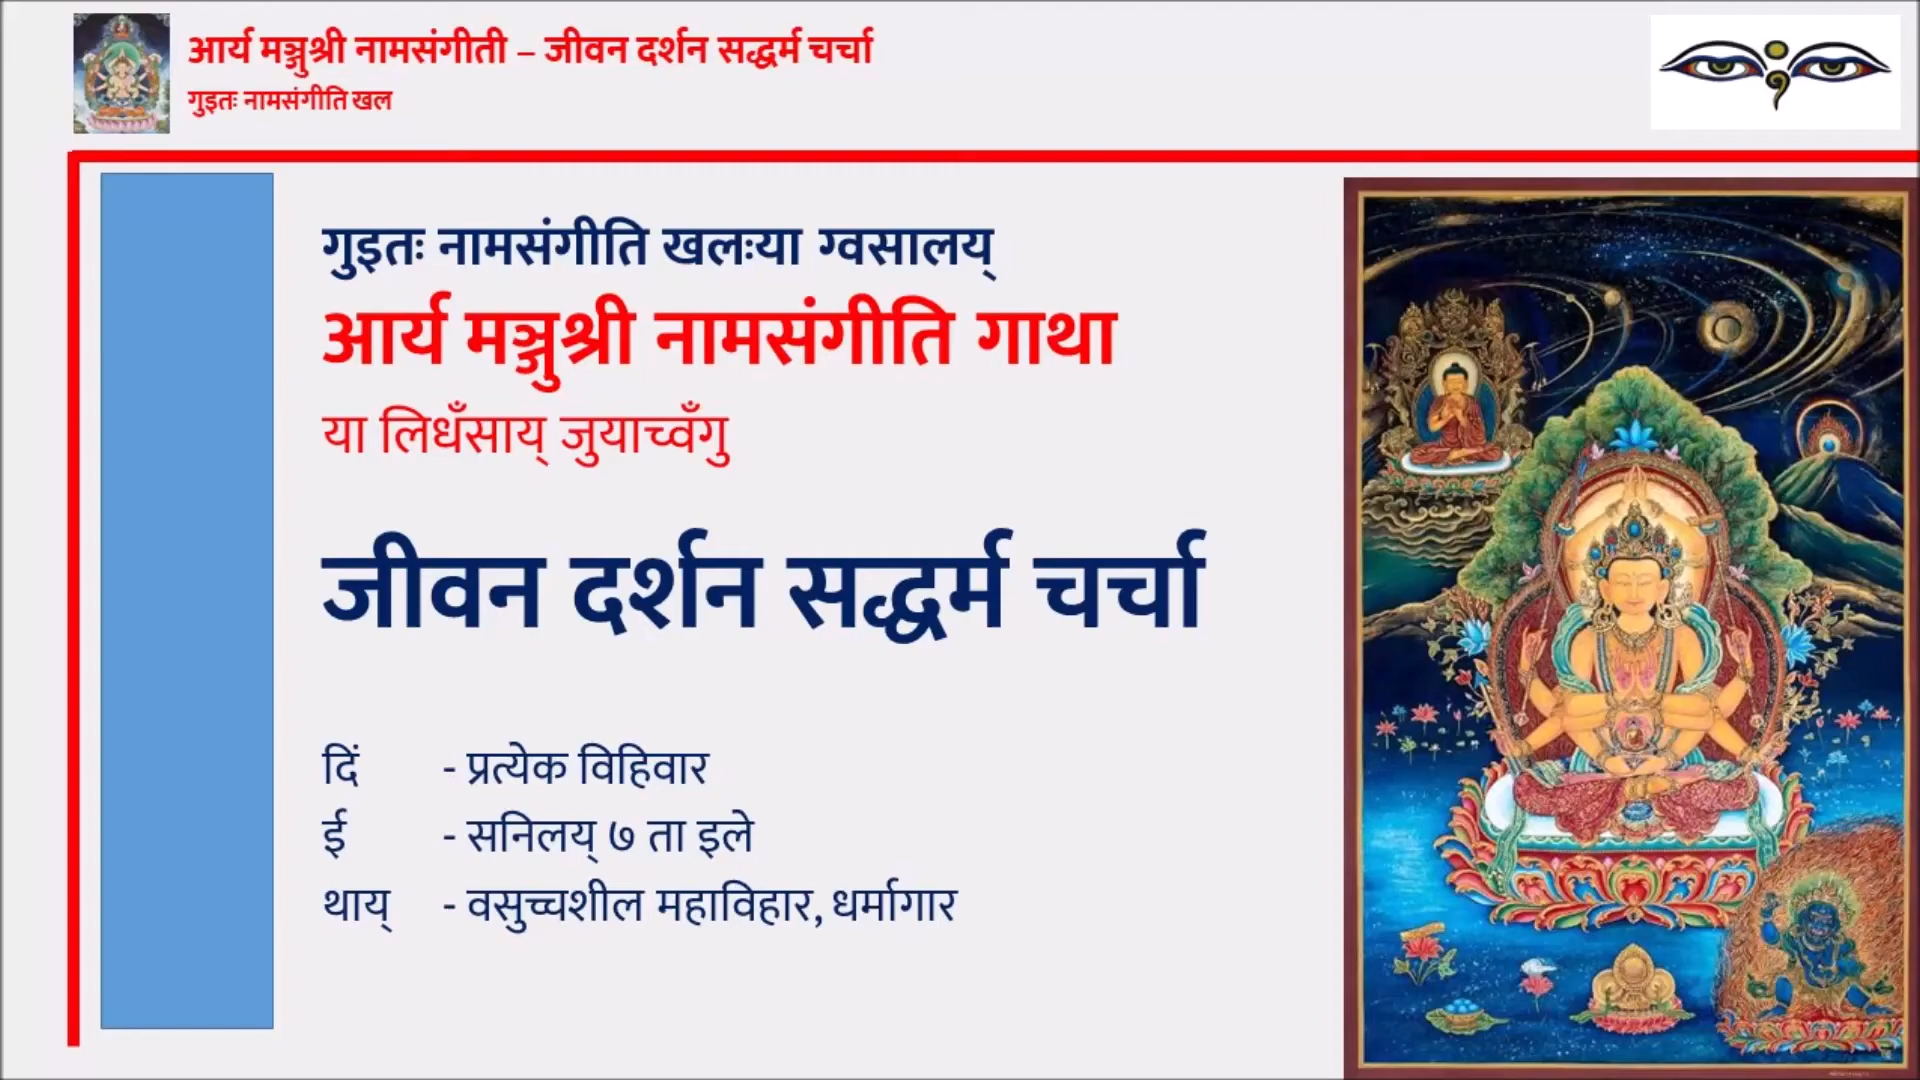 आर्य मञ्जुश्री नामसंगीती – जीवन दर्शन सद्धर्म चर्चा
गुइतः नामसंगीति खल
गुइतः नामसंगीति खलःया ग्वसालय्
आर्य मञ्जुश्री नामसंगीति गाथा
या लिधँसाय् जुयाच्वँगु
जीवन दर्शन सद्धर्म चर्चा
दिं - प्रत्येक विहिवार
ई - सनिलय् ७ ता इले
थाय् - वसुच्चशील महाविहार, धर्मागार